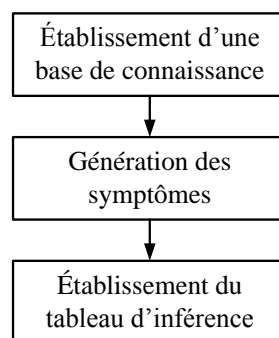 Établissement d’une
base de connaissance
Génération des
symptômes
Établissement du
tableau d’inférence